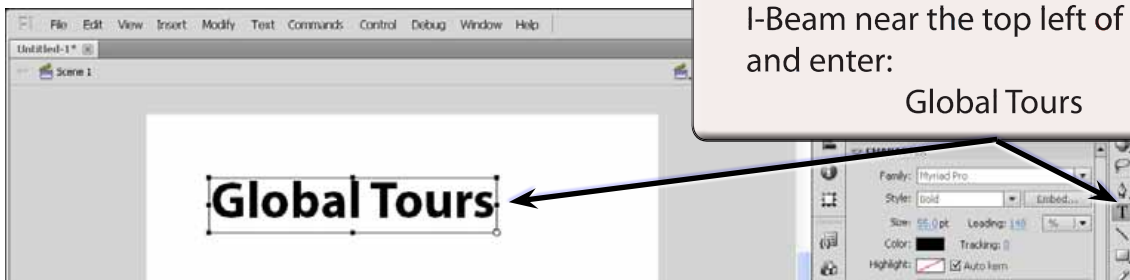 File Edit View Insert Modify Text Commands Control Debug Window Help
Untitled-1*
Scene 1
I-Beam near the top left of
and enter:
Global Tours
Global Tours
Family: Myriad Pro
Style: Bold Embed...
Size: 55.0 pt Leading: 140 %
Color: Tracking: 0
Highlight: Auto kern